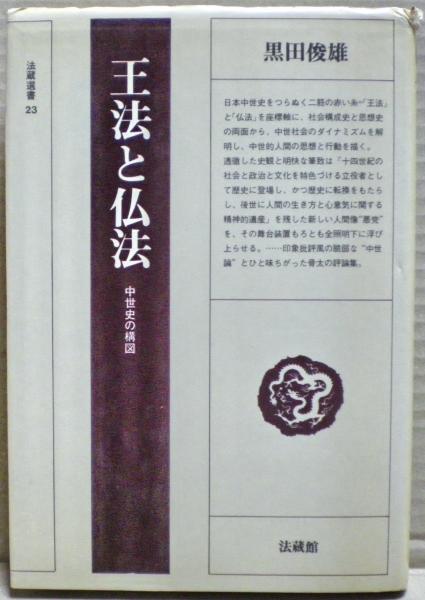 黒田俊雄
日本中世史をつらぬく二筋の赤い糸=「王法」
と「仏法」を座標軸に、社会構成史と思想史
の両面から、中世社会のダイナミズムを解
明し、中世的人間の思想と行動を描く。
透徹した史観と明快な筆致は「十四世紀の
社会と政治と文化を特色づける立役者とし
て歴史に登場し、かつ歴史に転換をもたら
し、後世に人間の生き方と心意気に関する
精神的遺産」を残した新しい人間像“悪党”
を、その舞台装置もろとも全照明下に浮び
上らせる。……印象批評風の脆弱な“中世
論”とひと味ちがった骨太の評論集。
法蔵館
王法と仏法
中世史の構図
法蔵選書
23